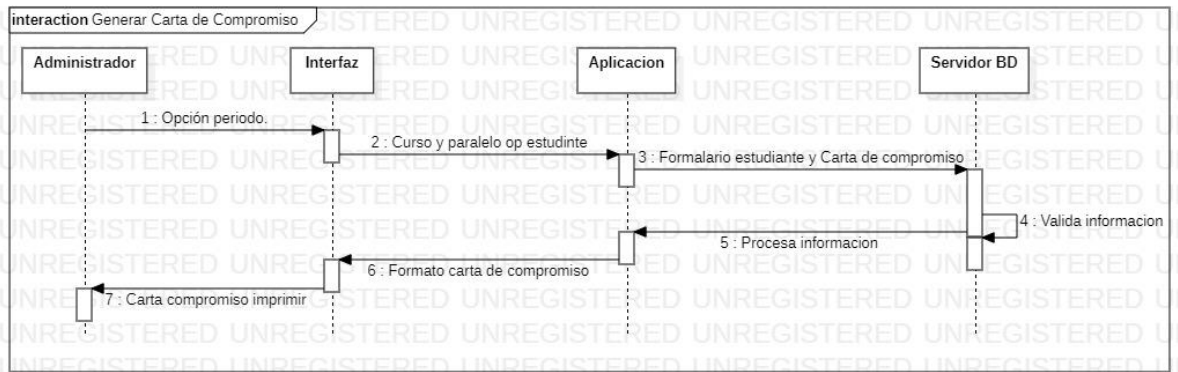 interaction Generar Carta de Compromiso
Administrador
Interfaz
Aplicacion
Servidor BD
1 : Opción periodo.
2 : Curso y paralelo op estudinte
3 : Formalario estudiante y Carta de compromiso
4 : Valida informacion
5 : Procesa informacion
6 : Formato carta de compromiso
7 : Carta compromiso imprimir
UNREGISTERED